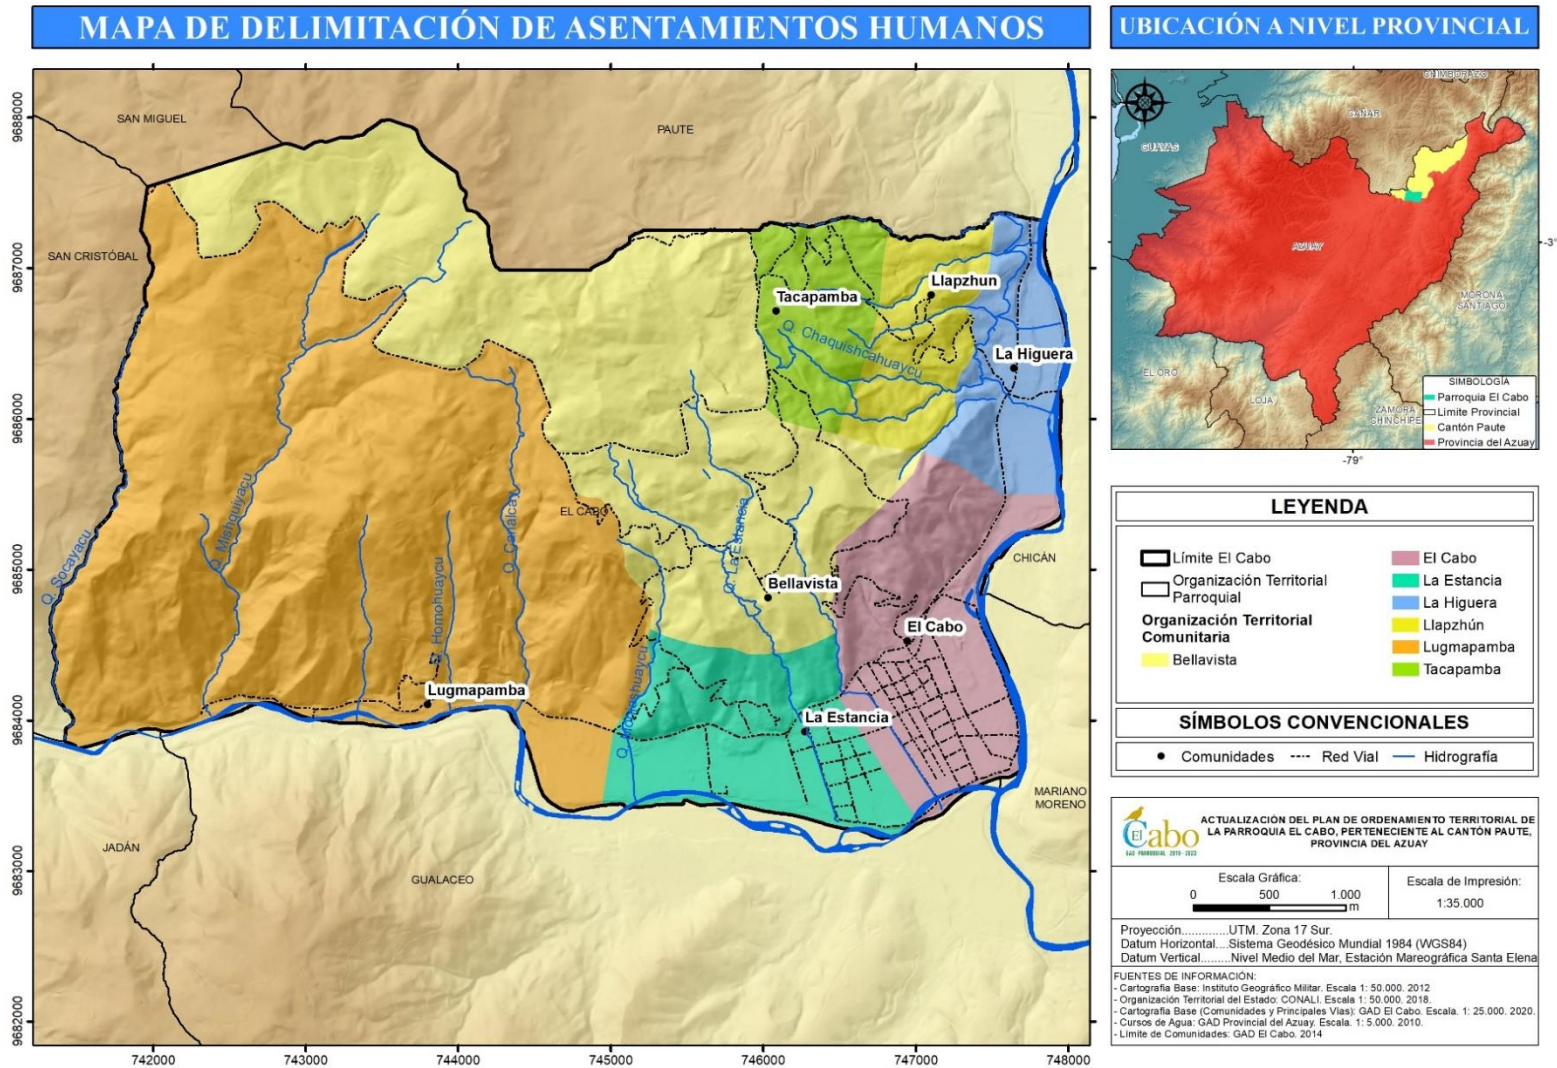 MAPA DE DELIMITACIÓN DE ASENTAMIENTOS HUMANOS
9688000
9687000
9686000
9685000
9684000
9683000
9682000
742000
743000
744000
745000
746000
747000
748000
SAN MIGUEL
PAUTE
SAN CRISTÓBAL
Llapzhun
Tacapamba
Q. Chaquishcahuaycu
La Higuera
EL CABO
Q. Mishquiyacu
Q. Canalcay
Q. La Estancia
Q. Socayacu
CHICÁN
Bellavista
El Cabo
Q. Homohuaycu
Lugmapamba
La Estancia
MARIANO
MORENO
JADÁN
GUALACEO
UBICACIÓN A NIVEL PROVINCIAL
CHIMBORAZO
CAÑAR
GUAYAS
AZUAY
-3°
MORONA
SANTIAGO
EL ORO
LOJA
ZAMORA
CHINCHIPE
-79°
SIMBOLOGÍA
Parroquia El Cabo
Límite Provincial
Cantón Paute
Provincia del Azuay
LEYENDA
Límite El Cabo
Organización Territorial
Parroquial
Organización Territorial
Comunitaria
Bellavista
El Cabo
La Estancia
La Higuera
Llapzhún
Lugmapamba
Tacapamba
SÍMBOLOS CONVENCIONALES
Comunidades
Red Vial
Hidrografía
El Cabo
GAD PARROQUIAL 2019 - 2023
ACTUALIZACIÓN DEL PLAN DE ORDENAMIENTO TERRITORIAL DE
LA PARROQUIA EL CABO, PERTENECIENTE AL CANTÓN PAUTE,
PROVINCIA DEL AZUAY
Escala Gráfica:
0 500 1.000
m
Escala de Impresión:
1:35.000
Proyección..............UTM. Zona 17 Sur.
Datum Horizontal....Sistema Geodésico Mundial 1984 (WGS84)
Datum Vertical.........Nivel Medio del Mar, Estación Mareográfica Santa Elena
FUENTES DE INFORMACIÓN:
- Cartografía Base: Instituto Geográfico Militar. Escala 1: 50.000. 2012
- Organización Territorial del Estado: CONALI. Escala 1: 50.000. 2018.
- Cartografía Base (Comunidades y Principales Vías): GAD El Cabo. Escala. 1: 25.000. 2020.
- Cursos de Agua: GAD Provincial del Azuay. Escala. 1: 5.000. 2010.
- Límite de Comunidades: GAD El Cabo. 2014